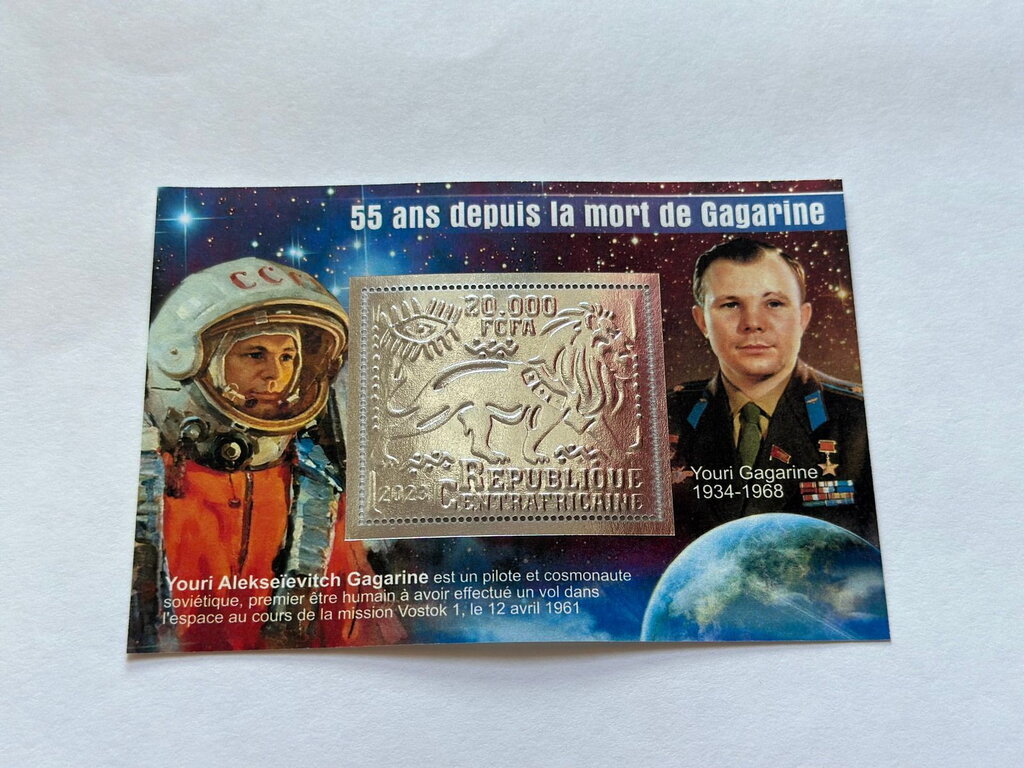 55 ans depuis la mort de Gagarine
CCCP
20.000
FCFA
2023
RÉPUBLIQUE
CENTRAFRICAINE
Youri Gagarine
1934-1968
Youri Alekseïevitch Gagarine est un pilote et cosmonaute
soviétique, premier être humain à avoir effectué un vol dans
l'espace au cours de la mission Vostok 1, le 12 avril 1961